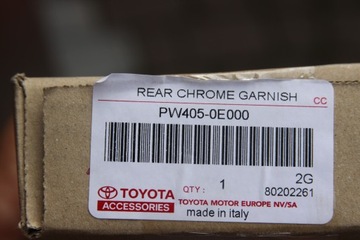 REAR CHROME GARNISH CC
PW405-0E000
QTY: 1 2G
80202261
TOYOTA
ACCESSORIES
TOYOTA MOTOR EUROPE NV/SA
made in italy